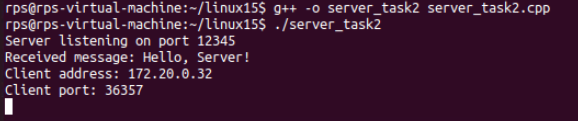 rps@rps-virtual-machine:~/linux15$ g++ -o server_task2 server_task2.cpp
rps@rps-virtual-machine:~/linux15$ ./server_task2
Server listening on port 12345
Received message: Hello, Server!
Client address: 172.20.0.32
Client port: 36357